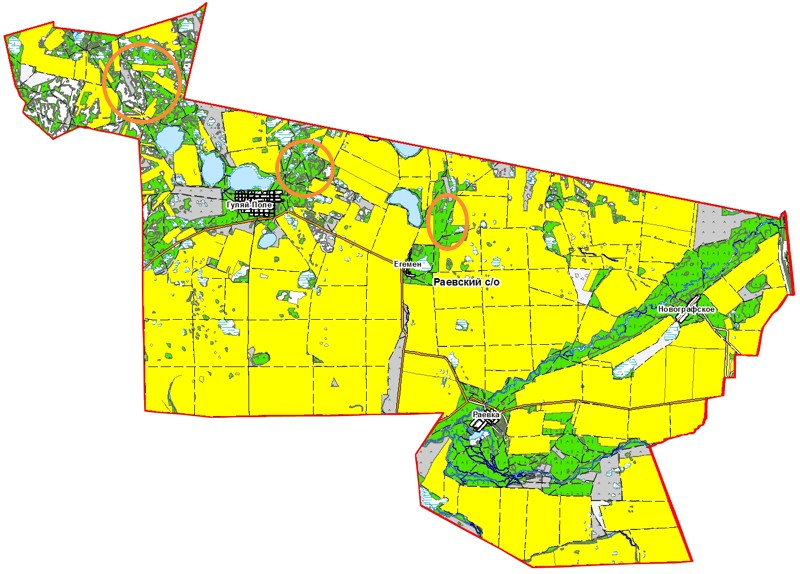 Гуляй-Поле
Егемен
Раевский с/о
Новографское
Раевка